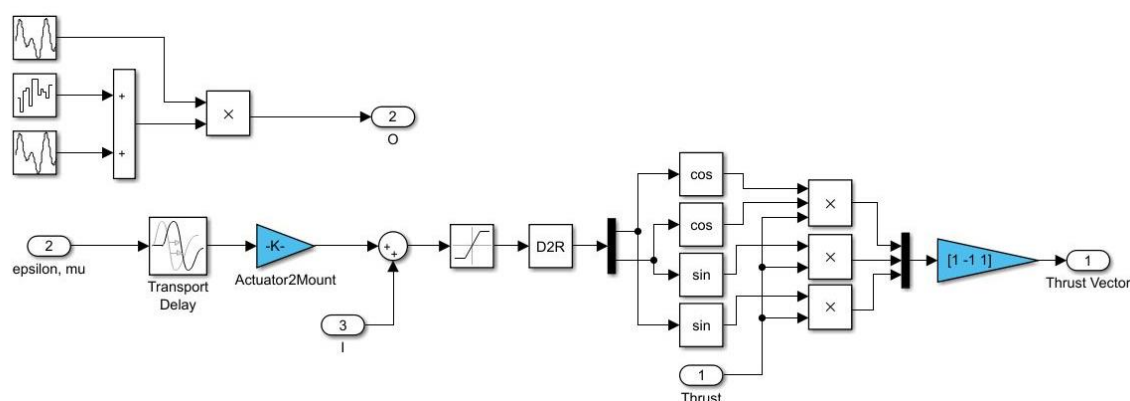 +
+
×
2
O
2
epsilon, mu
Transport
Delay
-K-
Actuator2Mount
+
+
3
I
D2R
cos
cos
sin
sin
×
×
×
1
Thrust
[1 -1 1]
1
Thrust Vector